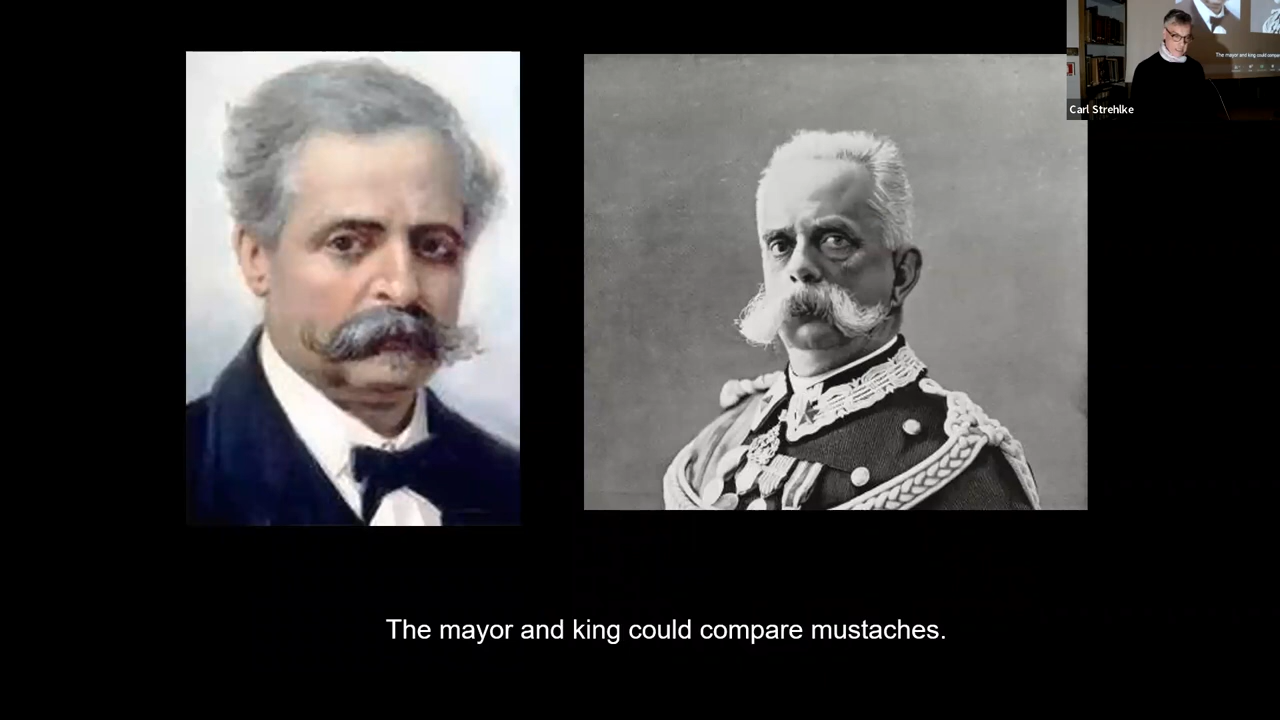 Carl Strehlke
The mayor and king could compare mustaches.